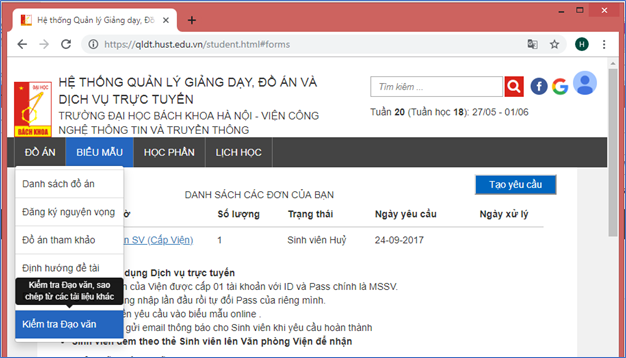 Hệ thống Quản lý Giảng dạy, Đồ án
https://qldt.hust.edu.vn/student.html#forms
H
HỆ THỐNG QUẢN LÝ GIẢNG DẠY, ĐỒ ÁN VÀ
DỊCH VỤ TRỰC TUYẾN
TRƯỜNG ĐẠI HỌC BÁCH KHOA HÀ NỘI - VIỆN CÔNG
NGHỆ THÔNG TIN VÀ TRUYỀN THÔNG
ĐẠI HỌC
BÁCH KHOA
Tìm kiếm ...
Tuần 20 (Tuần học 18): 27/05 - 01/06
ĐỒ ÁN BIỂU MẪU HỌC PHẦN LỊCH HỌC
Danh sách đồ án
Đăng ký nguyện vọng
Đồ án tham khảo
Định hướng đề tài
Kiểm tra Đạo văn, sao
chép từ các tài liệu khác
Kiểm tra Đạo văn
Tạo yêu cầu
DANH SÁCH CÁC ĐƠN CỦA BẠN
Số lượng Trạng thái Ngày yêu cầu Ngày xử lý
SV (Cấp Viện) 1 Sinh viên Huỷ 24-09-2017
dụng Dịch vụ trực tuyến
của Viện được cấp 01 tài khoản với ID và Pass chính là MSSV.
nhập lần đầu rồi tự đổi Pass của riêng mình.
yêu cầu vào biểu mẫu online .
gửi email thông báo cho Sinh viên khi yêu cầu hoàn thành
Sinh Viên đem theo thẻ Sinh viên lên Văn phòng Viện để nhận